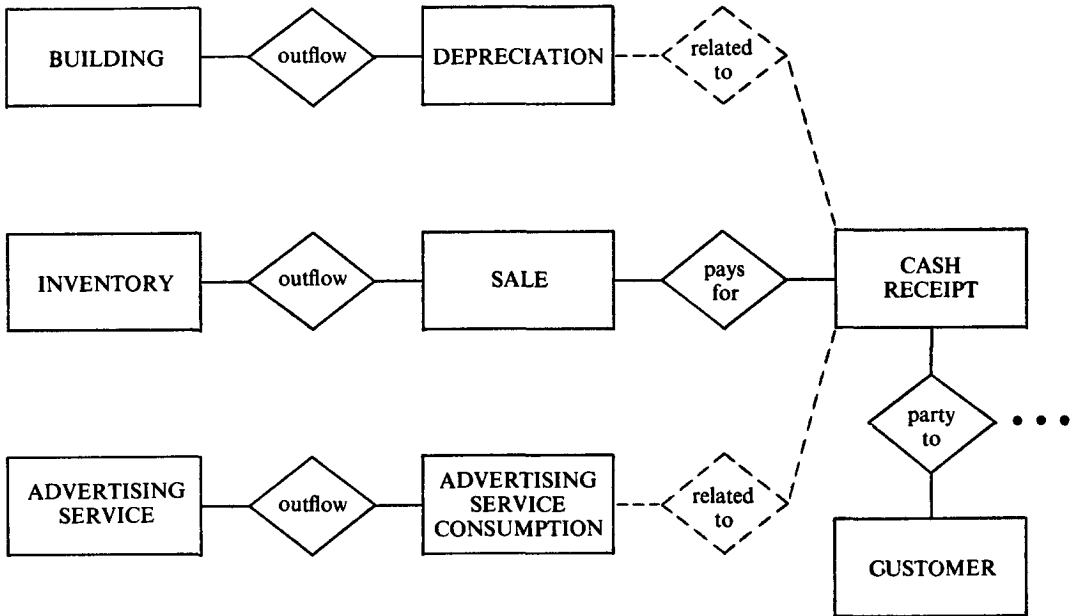 BUILDING
outflow
DEPRECIATION
related
to
INVENTORY
outflow
SALE
pays
for
CASH
RECEIPT
party
to
ADVERTISING
SERVICE
outflow
ADVERTISING
SERVICE
CONSUMPTION
related
to
CUSTOMER